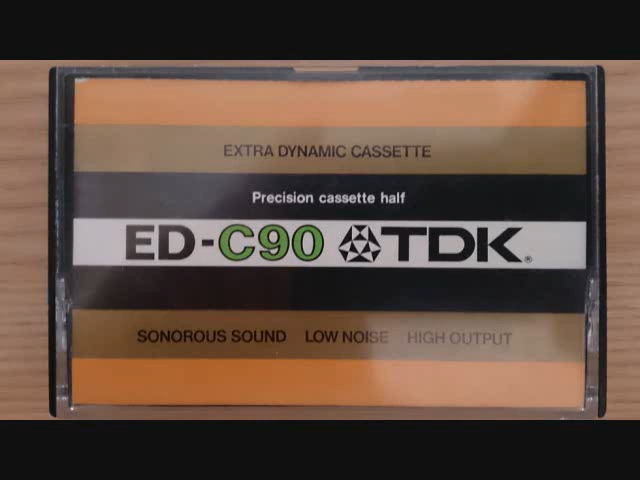 EXTRA DYNAMIC CASSETTE
Precision cassette half
ED-C90 TDK®
SONOROUS SOUND LOW NOISE HIGH OUTPUT